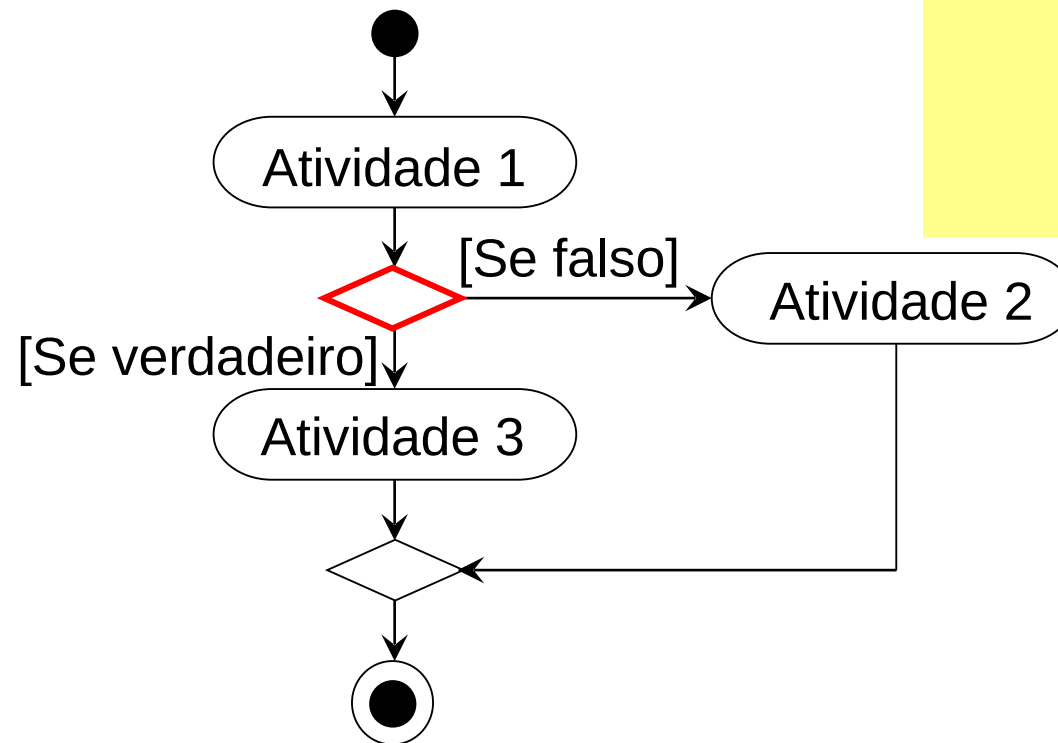 Atividade 1
[Se falso]
Atividade 2
[Se verdadeiro]
Atividade 3